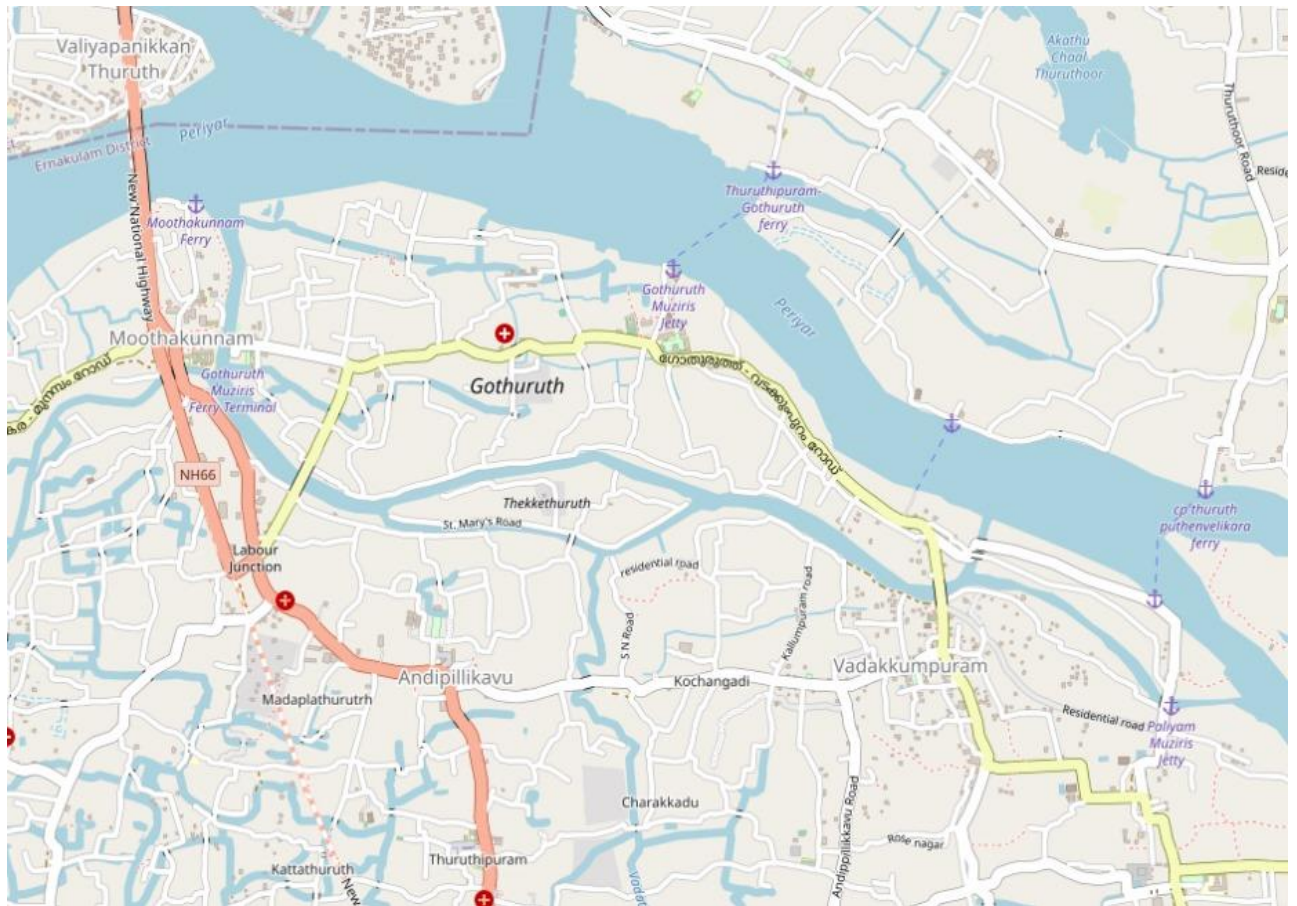 Valiyapanikkan
Thuruth
Akathu
Chaal
Thuruthoor
Thuruthoor Road
Periyar
Ernakulam District
New National Highway
Moothakunnam
Ferry
Thuruthipuram-
Gothuruth
ferry
Gothuruth
Muziris
Jetty
Periyar
Moothakunnam
Gothuruth
Muziris
Ferry Terminal
Gothuruth
NH66
Thekkethuruth
St. Mary's Road
cp thuruth
puthenvelikara
ferry
Labour
Junction
residential road
S N Road
Kallumpuram road
Vadakkumpuram
Andipillikavu
Kochangadi
Madaplathurutrh
Residential road
Paliyam
Muziris
Jetty
Charakkadu
Andippillikkavu Road
Rose nagar
Thuruthipuram
Kattathuruth
New